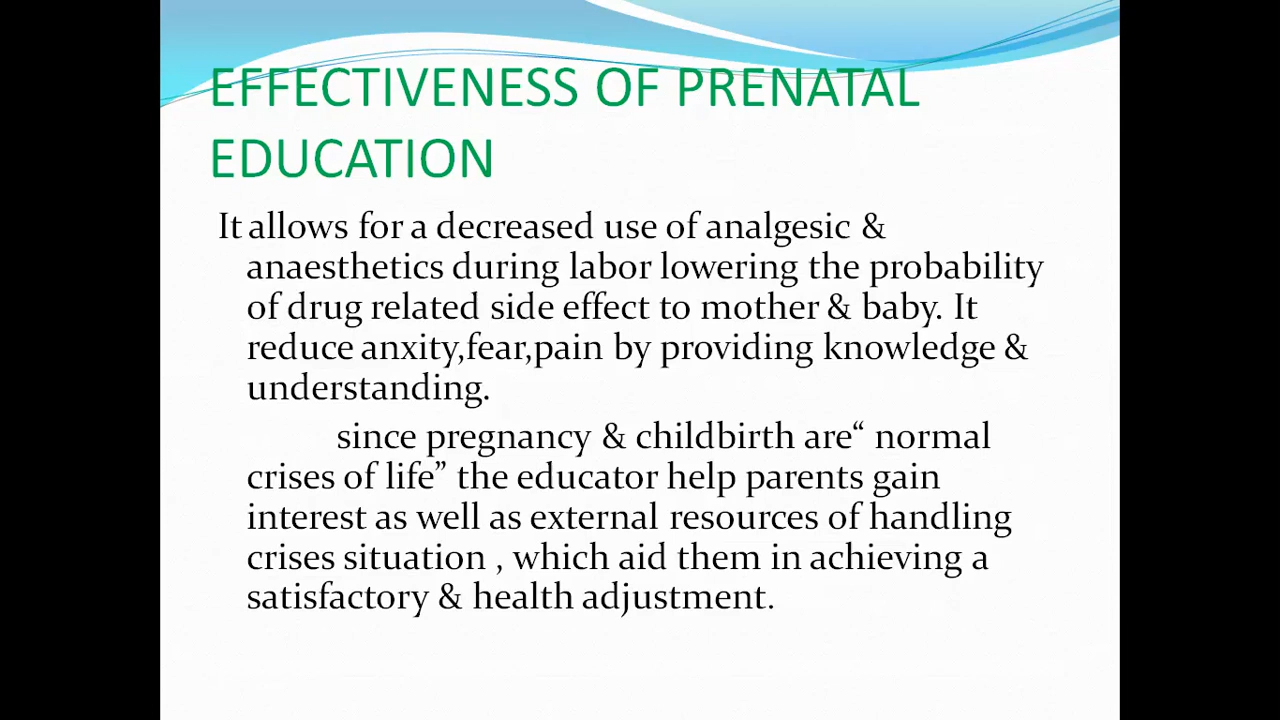 EFFECTIVENESS OF PRENATAL
EDUCATION
It allows for a decreased use of analgesic &
anaesthetics during labor lowering the probability
of drug related side effect to mother & baby. It
reduce anxity,fear,pain by providing knowledge &
understanding.
since pregnancy & childbirth are“ normal
crises of life” the educator help parents gain
interest as well as external resources of handling
crises situation , which aid them in achieving a
satisfactory & health adjustment.